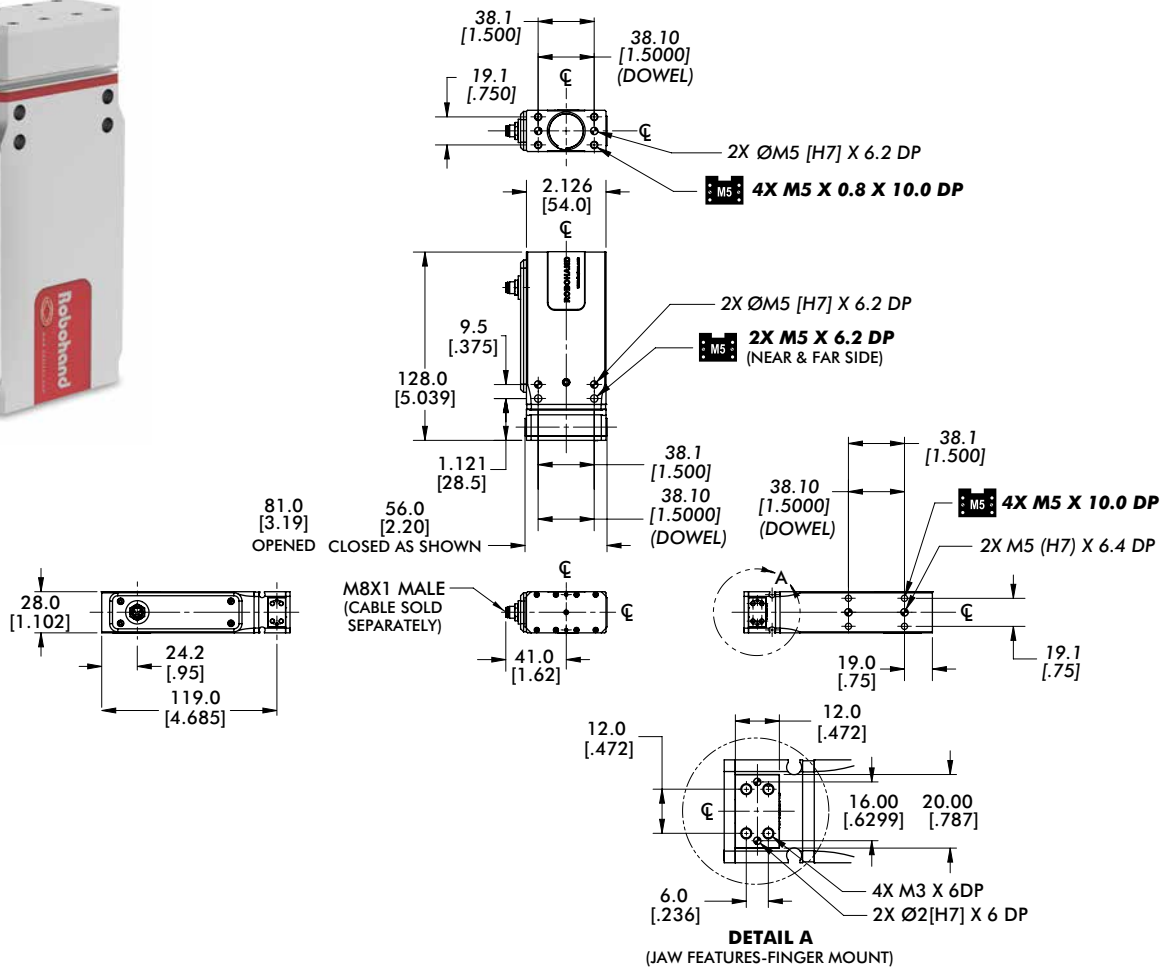 38.1
[1.500]
38.10
[1.5000]
(DOWEL)
19.1
[.750]
℄
℄
2X ØM5 [H7] X 6.2 DP
M5 4X M5 X 0.8 X 10.0 DP
2.126
[54.0]
℄
Robohand
ROBOHAND
2X ØM5 [H7] X 6.2 DP
9.5
[.375]
M5 2X M5 X 6.2 DP
(NEAR & FAR SIDE)
128.0
[5.039]
1.121
[28.5]
38.1
[1.500]
38.10
[1.5000]
(DOWEL)
81.0
[3.19]
OPENED
56.0
[2.20]
CLOSED AS SHOWN
38.1
[1.500]
38.10
[1.5000]
(DOWEL)
M5 4X M5 X 10.0 DP
2X M5 (H7) X 6.4 DP
A
℄
28.0
[1.102]
M8X1 MALE
(CABLE SOLD
SEPARATELY)
℄
℄
24.2
[.95]
41.0
[1.62]
19.0
[.75]
19.1
[.75]
119.0
[4.685]
12.0
[.472]
12.0
[.472]
℄
16.00
[.6299]
20.00
[.787]
6.0
[.236]
4X M3 X 6DP
2X Ø2[H7] X 6 DP
DETAIL A
(JAW FEATURES-FINGER MOUNT)